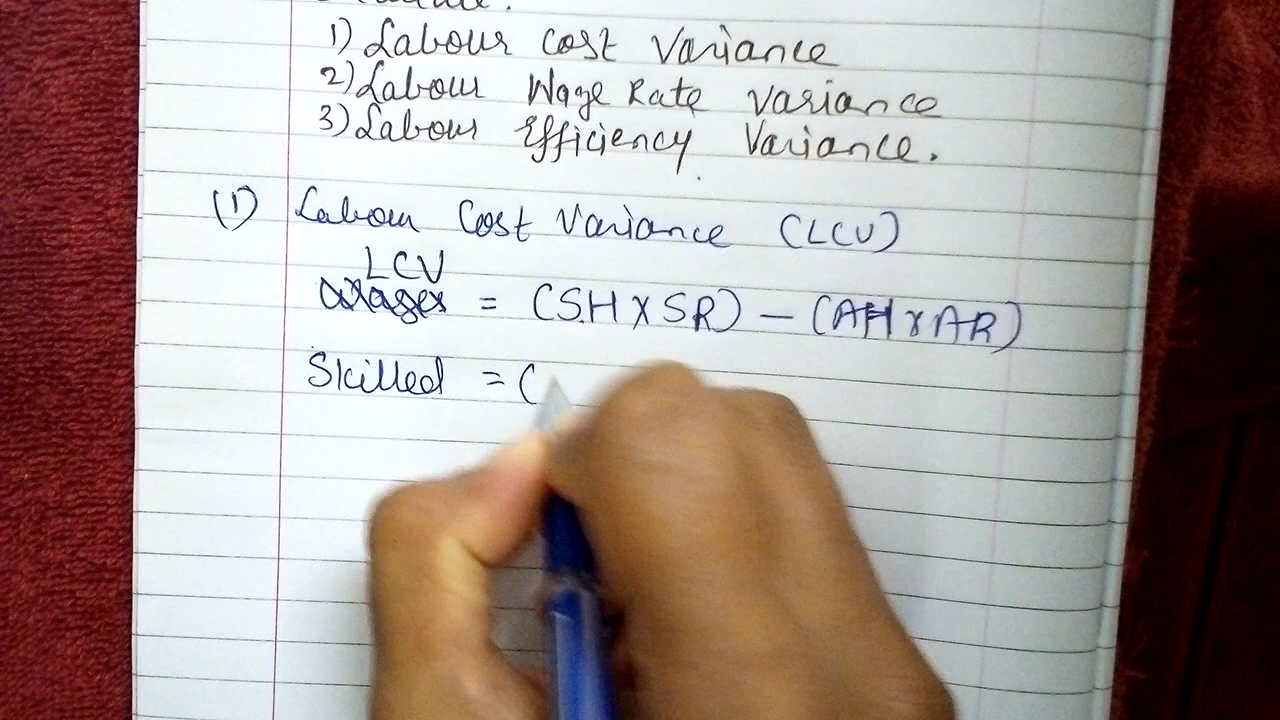 1) Labour Cost Variance
2) Labour Wage Rate Variance
3) Labour Efficiency Variance.
(1) Labour Cost Variance (LCV)
LCV
= (SH X SR) - (AH X AR)
Skilled = (